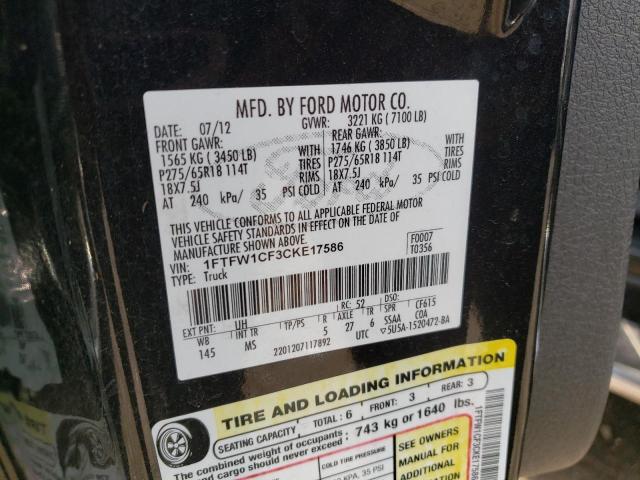 MFD. BY FORD MOTOR CO.
07/12 GVWR: 3221 KG ( 7100 LB)
FRONT GAWR: REAR GAWR:
1565 KG ( 3450 LB) WITH 1746 KG ( 3850 LB) WITH
P275/65R18 114T TIRES P275/65R18 114T TIRES
18X7.5J RIMS 18X7.5J RIMS
AT 240 kPa/ 35 PSI COLD AT 240 kPa/ 35 PSI COLD
THIS VEHICLE CONFORMS TO ALL APPLICABLE FEDERAL MOTOR
VEHICLE SAFETY STANDARDS IN EFFECT ON THE DATE OF
MANUFACTURE SHOWN ABOVE.
VIN: 1FTFW1CF3CKE17586 F0007
TYPE: Truck T0356
EXT PNT: UH RC: 52 DSO:
WB INT TR TP/PS R AXLE TR SPR CF615
145 MS 5 27 6 SSAA COA
2201207117892 UTC ▽5U5A-1520472-BA
TIRE AND LOADING INFORMATION
SEATING CAPACITY TOTAL: 6 FRONT: 3 REAR: 3
The combined weight of occupants
and cargo should never exceed: 743 kg or 1640 lbs.
COLD TIRE PRESSURE
KPA, 35 PSI
SEE OWNERS
MANUAL FOR
ADDITIONAL
1FTFW1CF3CKE17586